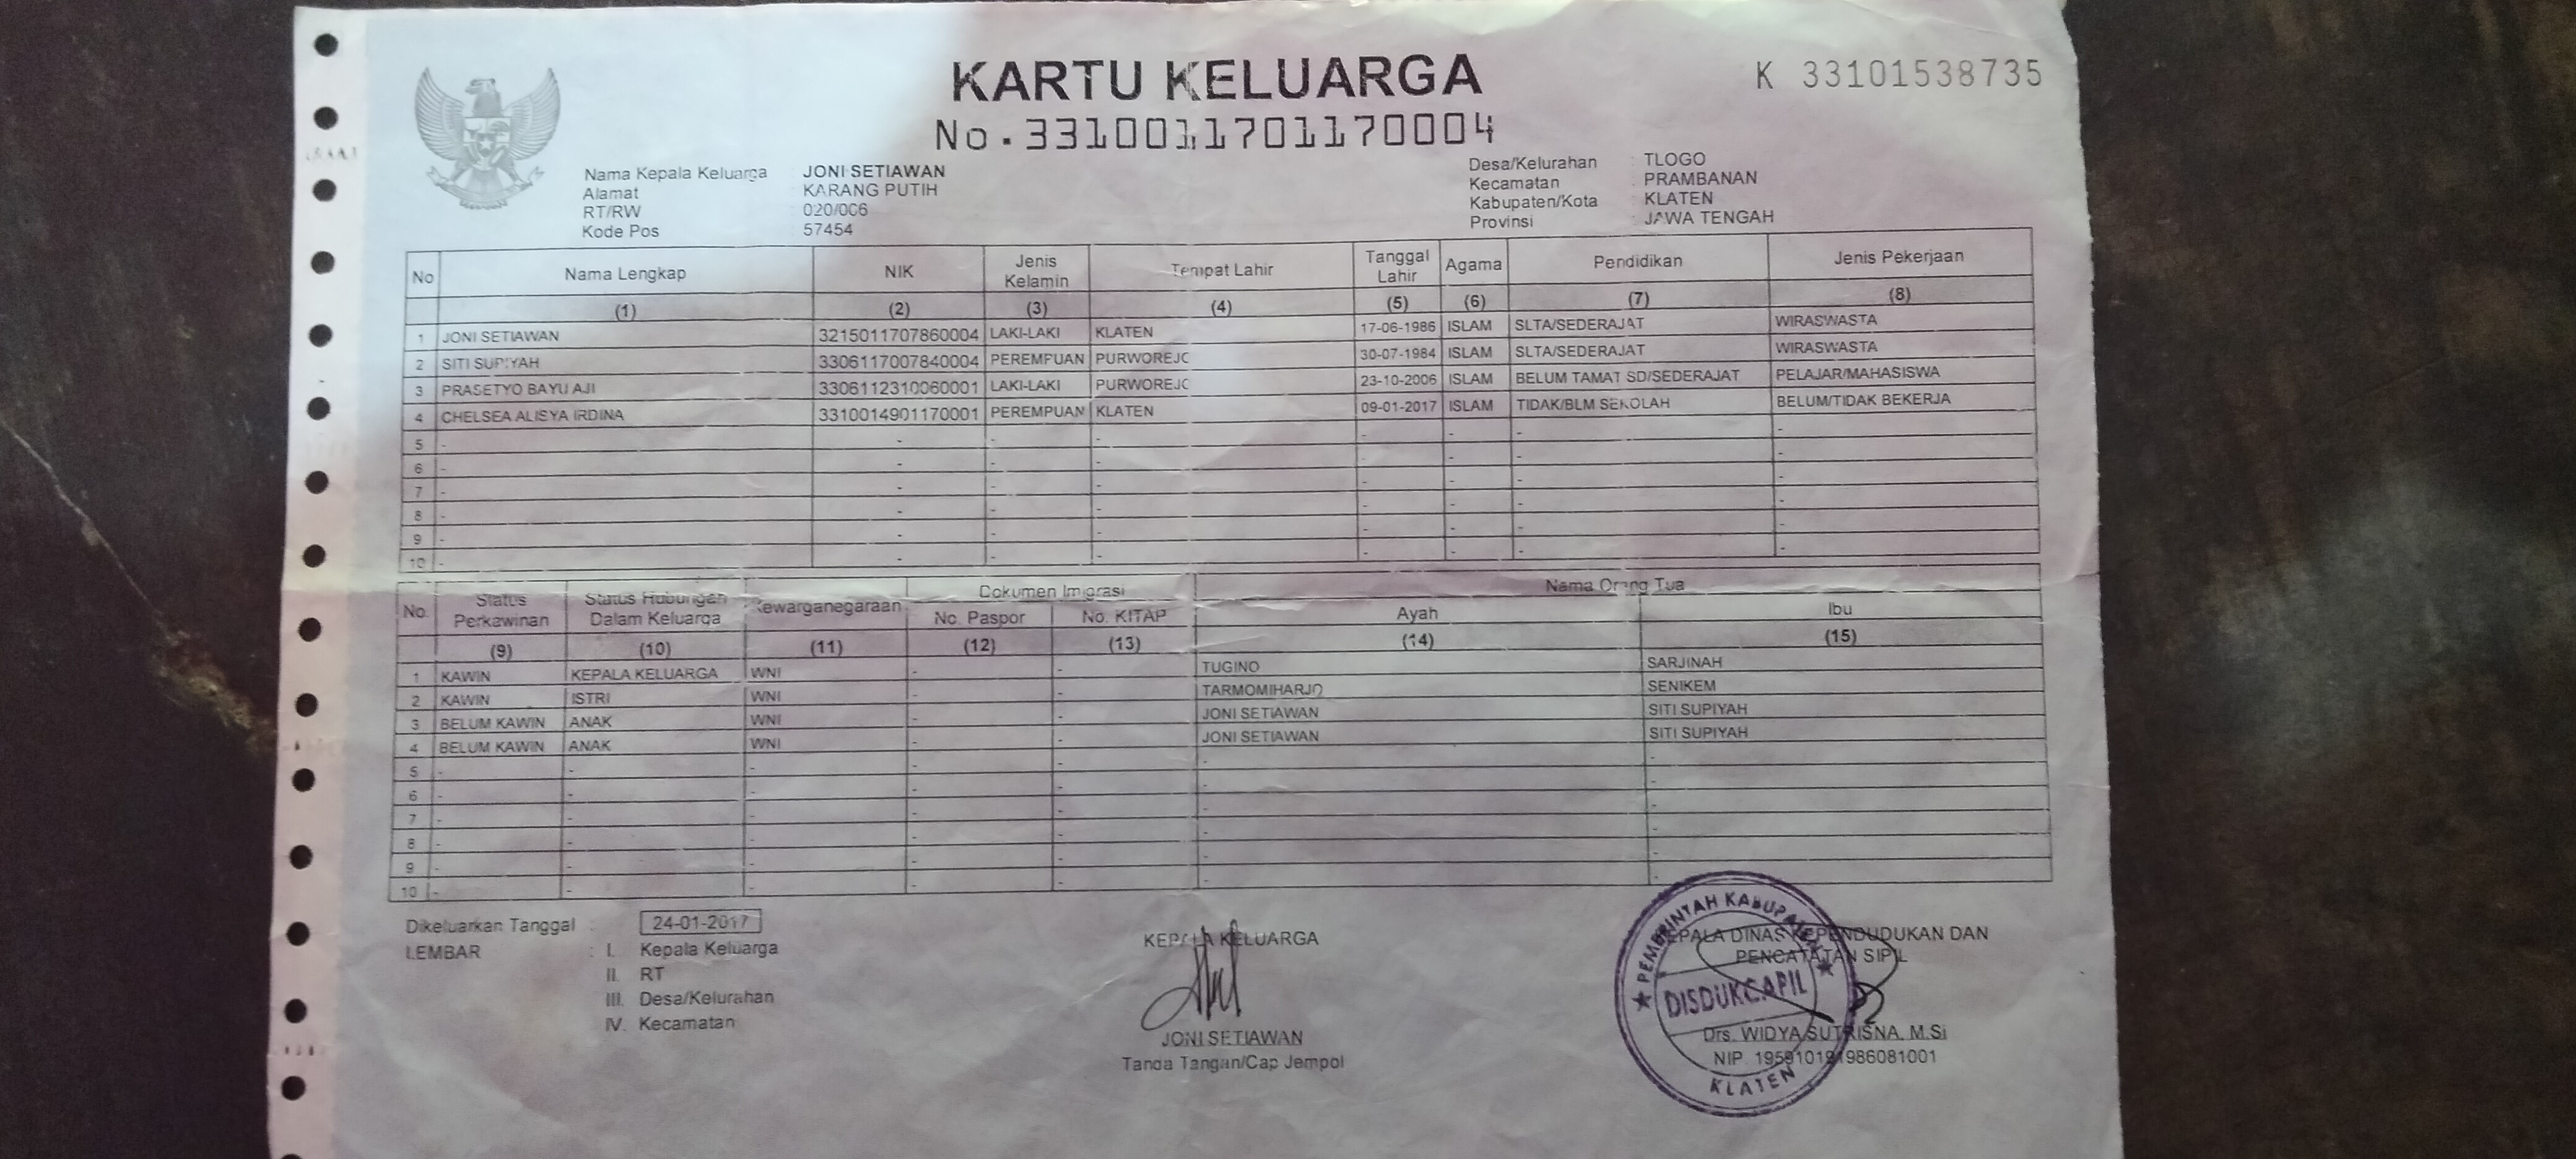 KARTU KELUARGA
K 33101538735
No. 3310011701170004
Nama Kepala Keluarga : JONI SETIAWAN
Alamat : KARANG PUTIH
RT/RW : 020/006
Kode Pos : 57454
Desa/Kelurahan : TLOGO
Kecamatan : PRAMBANAN
Kabupaten/Kota : KLATEN
Provinsi : JAWA TENGAH
No Nama Lengkap NIK Jenis Kelamin Tempat Lahir Tanggal Lahir Agama Pendidikan Jenis Pekerjaan
(1) (2) (3) (4) (5) (6) (7) (8)
1 JONI SETIAWAN 3215011707860004 LAKI-LAKI KLATEN 17-06-1986 ISLAM SLTA/SEDERAJAT WIRASWASTA
2 SITI SUPIYAH 3306117007840004 PEREMPUAN PURWOREJO 30-07-1984 ISLAM SLTA/SEDERAJAT WIRASWASTA
3 PRASETYO BAYU AJI 3306112310060001 LAKI-LAKI PURWOREJO 23-10-2006 ISLAM BELUM TAMAT SD/SEDERAJAT PELAJAR/MAHASISWA
4 CHELSEA ALISYA IRDINA 3310014901170001 PEREMPUAN KLATEN 09-01-2017 ISLAM TIDAK/BLM SEKOLAH BELUM/TIDAK BEKERJA
5 - - - - - - - -
6 - - - - - - - -
7 - - - - - - - -
8 - - - - - - - -
9 - - - - - - - -
10 - - - - - - - -
No. Status Perkawinan Status Hubungan Dalam Keluarga Kewarganegaraan Dokumen Imigrasi Nama Orang Tua
No. Paspor No. KITAP Ayah Ibu
(9) (10) (11) (12) (13) (14) (15)
1 KAWIN KEPALA KELUARGA WNI - - TUGINO SARJINAH
2 KAWIN ISTRI WNI - - TARMOMIHARJO SENIKEM
3 BELUM KAWIN ANAK WNI - - JONI SETIAWAN SITI SUPIYAH
4 BELUM KAWIN ANAK WNI - - JONI SETIAWAN SITI SUPIYAH
5 - - - - - - -
6 - - - - - - -
7 - - - - - - -
8 - - - - - - -
9 - - - - - - -
10 - - - - - - -
Dikeluarkan Tanggal : 24-01-2017
LEMBAR : I. Kepala Keluarga
II. RT
III. Desa/Kelurahan
IV. Kecamatan
KEPALA KELUARGA
JONI SETIAWAN
Tanda Tangan/Cap Jempol
KEPALA DINAS KEPENDUDUKAN DAN
PENCATATAN SIPIL
Drs. WIDYA SUTRISNA, M.Si
PEMERINTAH KABUPATEN
DISDUKCAPIL
KLATEN